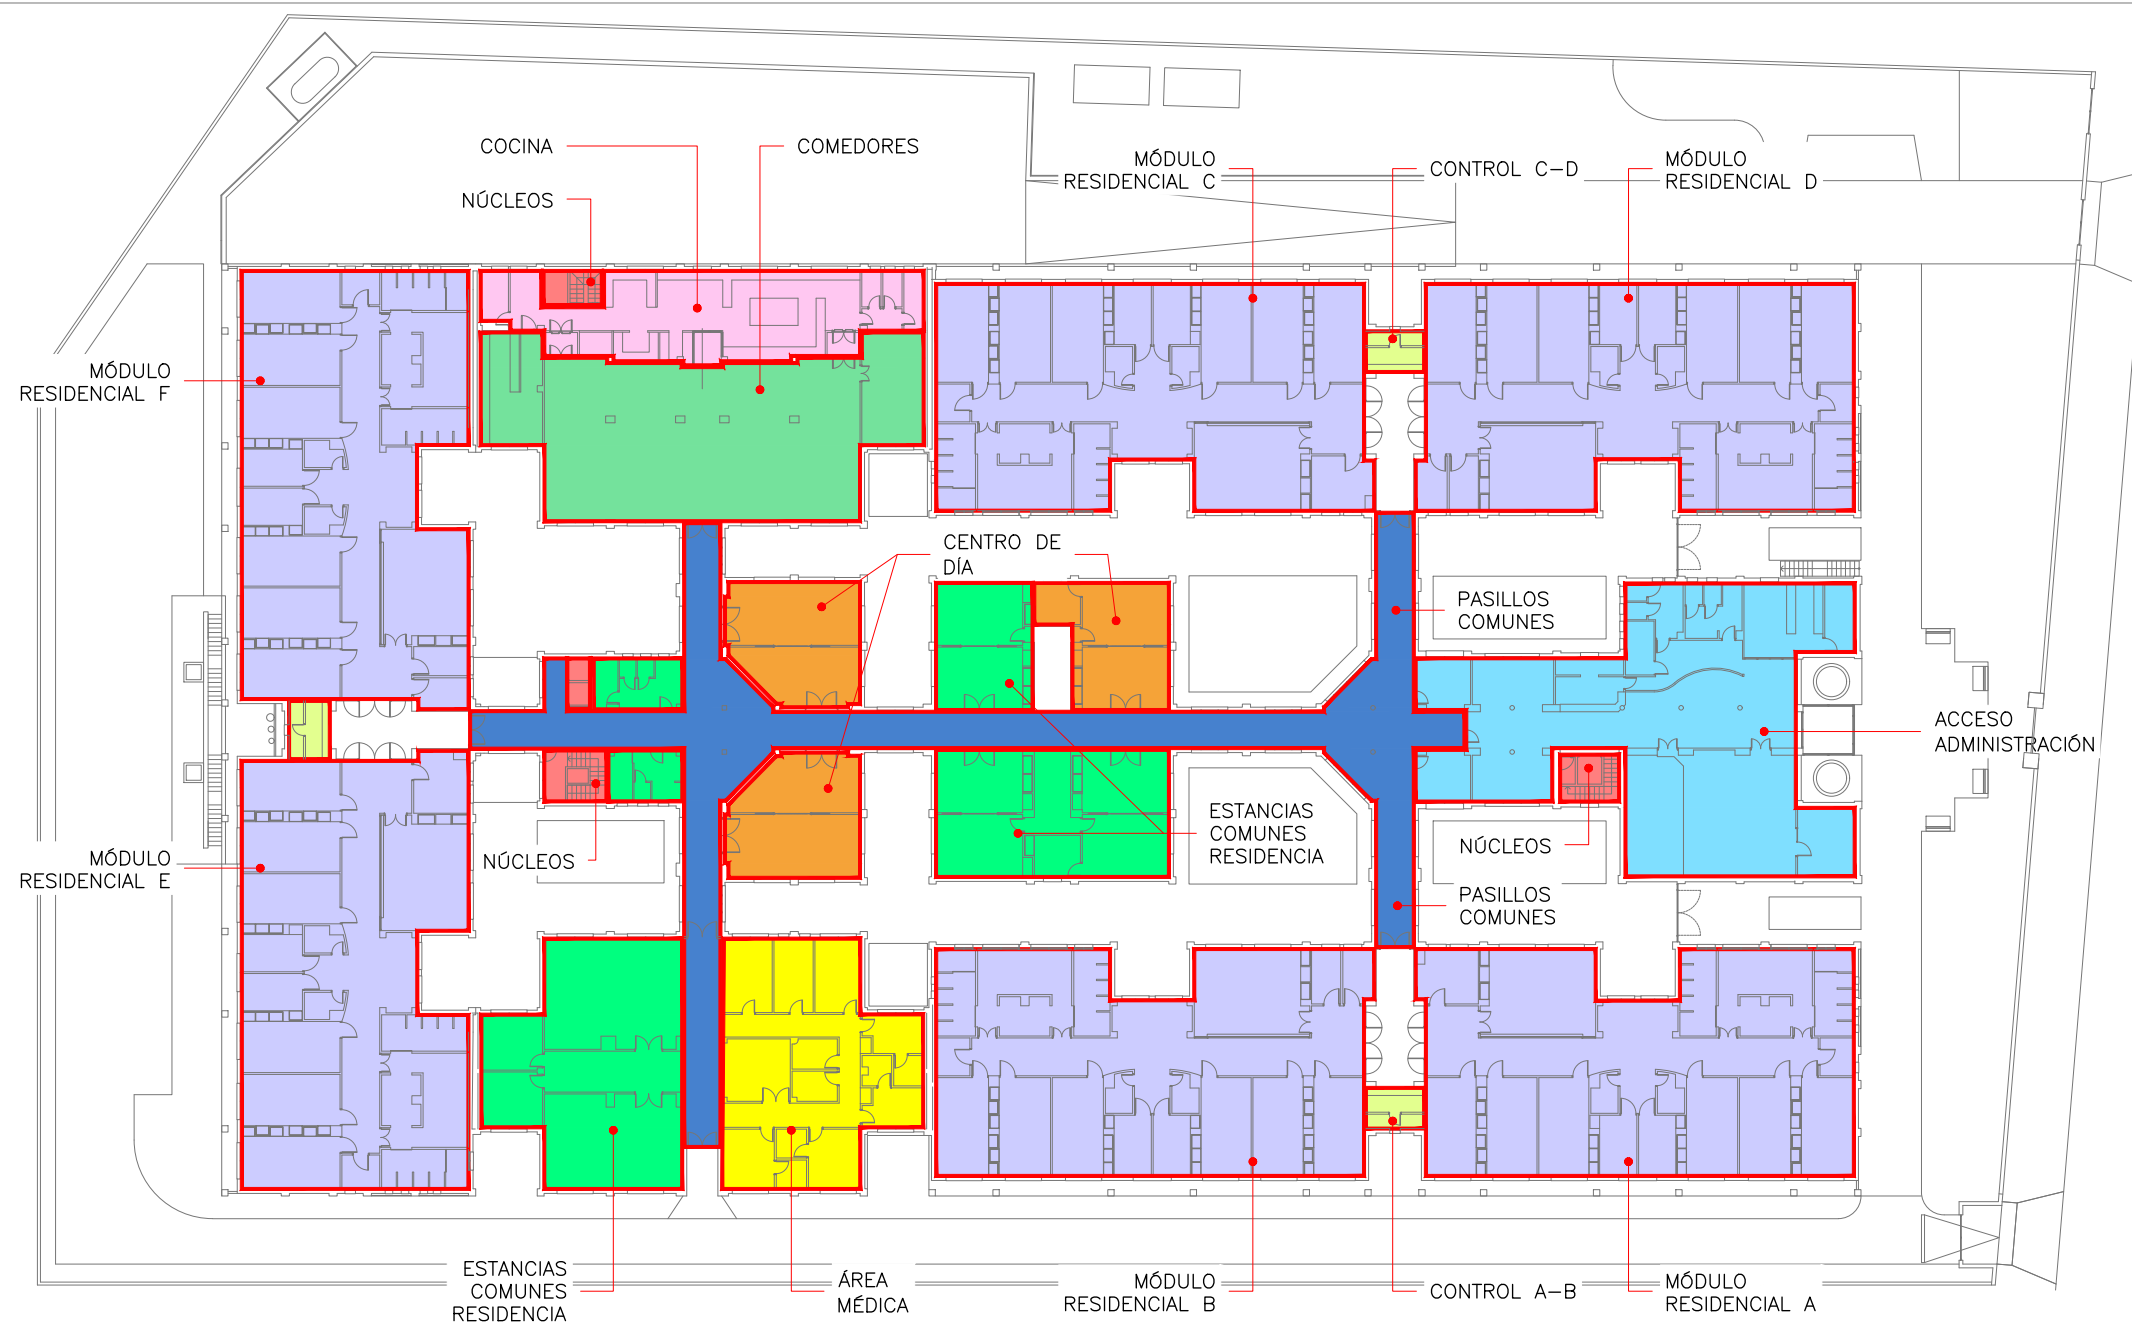 COCINA
COMEDORES
NÚCLEOS
MÓDULO
RESIDENCIAL C
CONTROL C-D
MÓDULO
RESIDENCIAL D
MÓDULO
RESIDENCIAL F
CENTRO DE
DÍA
PASILLOS
COMUNES
ACCESO
ADMINISTRACIÓN
ESTANCIAS
COMUNES
RESIDENCIA
NÚCLEOS
NÚCLEOS
MÓDULO
RESIDENCIAL E
PASILLOS
COMUNES
ESTANCIAS
COMUNES
RESIDENCIA
ÁREA
MÉDICA
MÓDULO
RESIDENCIAL B
CONTROL A-B
MÓDULO
RESIDENCIAL A